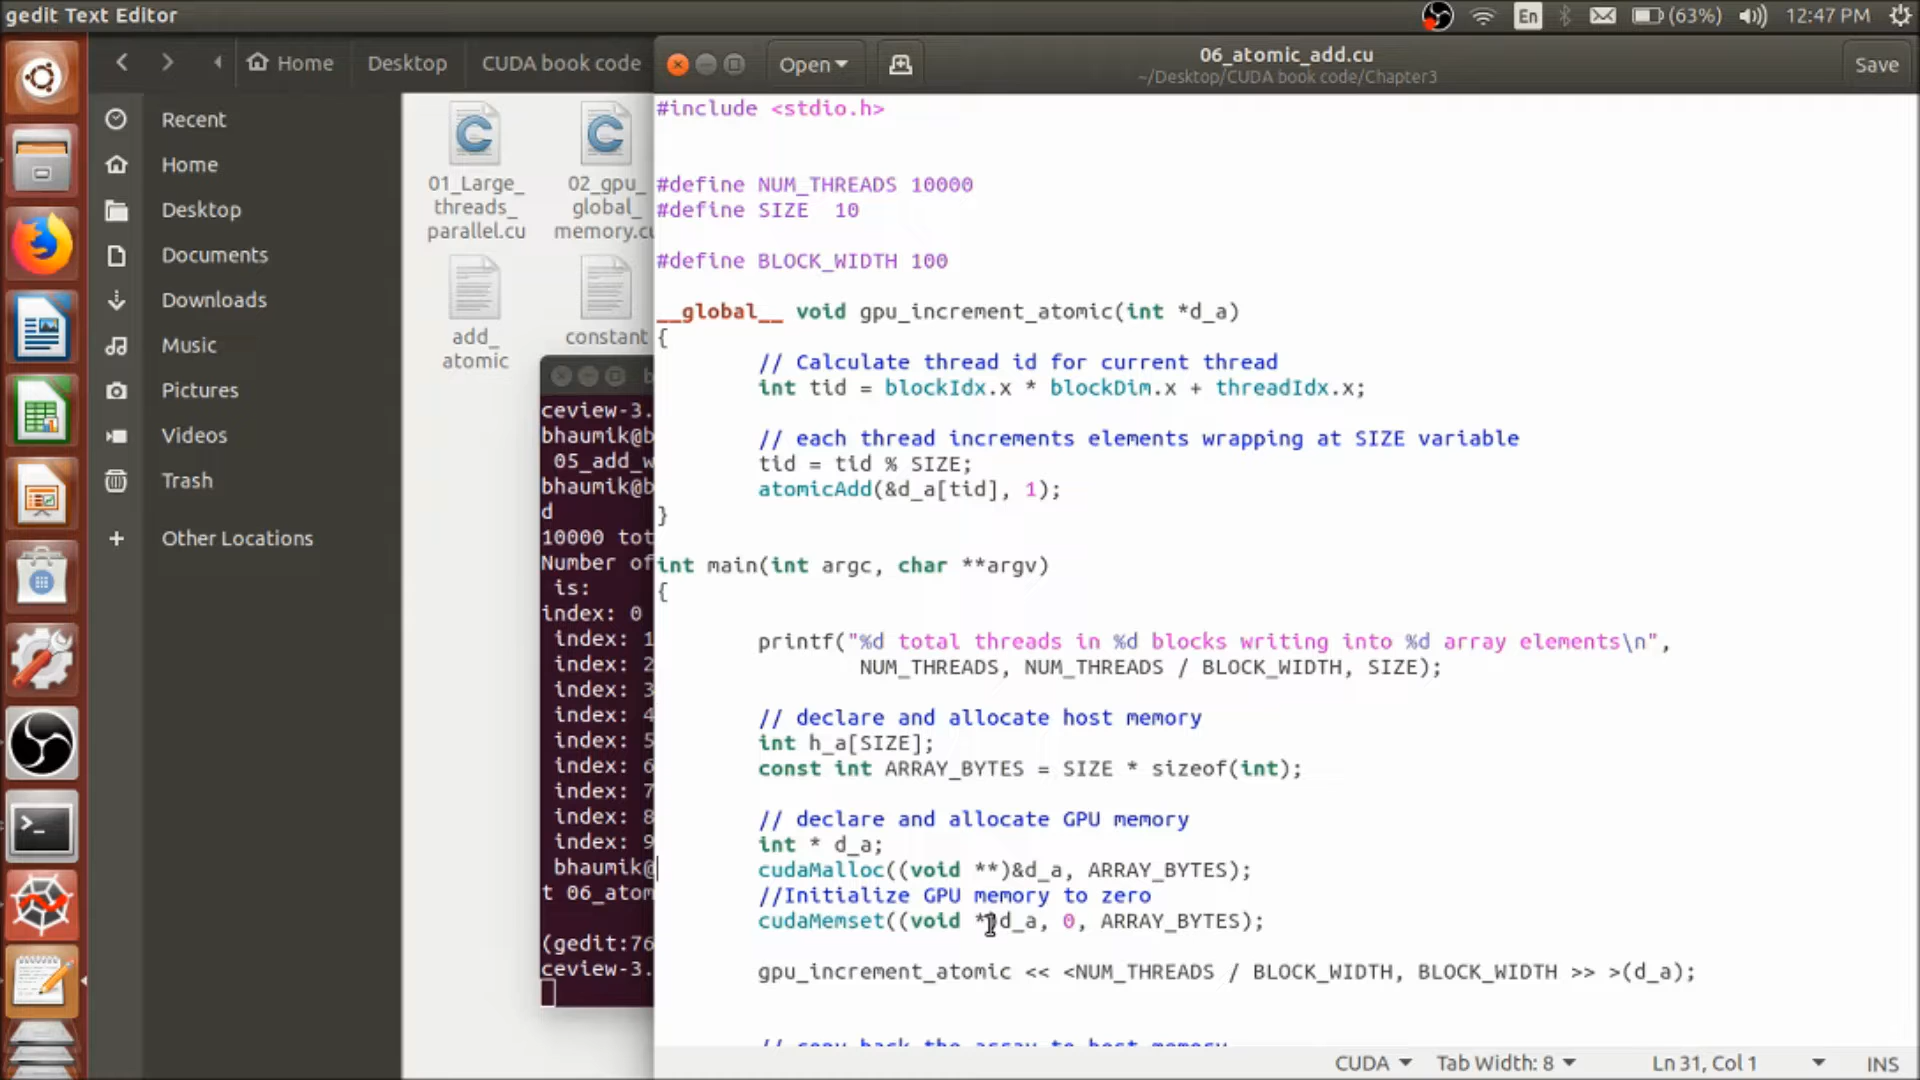 gedit Text Editor
En
(63%)
12:47 PM
Home
Desktop
CUDA book code
Open
06_atomic_add.cu
~/Desktop/CUDA book code/Chapter3
Save
Recent
Home
Desktop
Documents
Downloads
Music
Pictures
Videos
Trash
Other Locations
01_Large_
threads_
parallel.cu
02_gpu_
global_
memory.cu
add_
atomic
constant
ceview-3.
bhaumik@b
05_add_w
bhaumik@b
d
10000 tot
Number of
is:
index: 0
index: 1
index: 2
index: 3
index: 4
index: 5
index: 6
index: 7
index: 8
index: 9
bhaumik@
t 06_atom
(gedit:76
ceview-3.
#include <stdio.h>
#define NUM_THREADS 10000
#define SIZE  10
#define BLOCK_WIDTH 100
__global__ void gpu_increment_atomic(int *d_a)
{
// Calculate thread id for current thread
int tid = blockIdx.x * blockDim.x + threadIdx.x;
// each thread increments elements wrapping at SIZE variable
tid = tid % SIZE;
atomicAdd(&d_a[tid], 1);
}
int main(int argc, char **argv)
{
printf("%d total threads in %d blocks writing into %d array elements\n",
NUM_THREADS, NUM_THREADS / BLOCK_WIDTH, SIZE);
// declare and allocate host memory
int h_a[SIZE];
const int ARRAY_BYTES = SIZE * sizeof(int);
// declare and allocate GPU memory
int * d_a;
cudaMalloc((void **)&d_a, ARRAY_BYTES);
//Initialize GPU memory to zero
cudaMemset((void *)d_a, 0, ARRAY_BYTES);
gpu_increment_atomic << <NUM_THREADS / BLOCK_WIDTH, BLOCK_WIDTH >> >(d_a);
// copy back the array to host memory
CUDA
Tab Width: 8
Ln 31, Col 1
INS